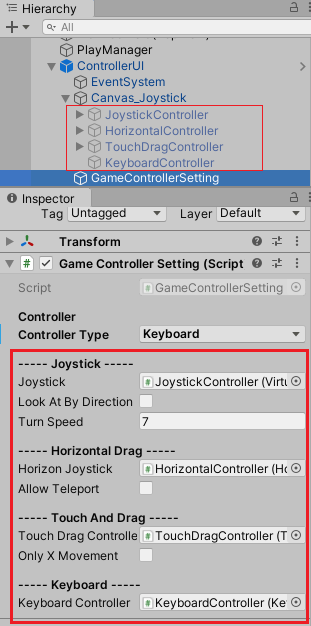 Hierarchy
All
PlayManager
ControllerUI
EventSystem
Canvas_Joystick
JoystickController
HorizontalController
TouchDragController
KeyboardController
GameControllerSetting
Inspector
Tag Untagged Layer Default
Transform
Game Controller Setting (Script
Script GameControllerSetting
Controller
Controller Type Keyboard
----- Joystick -----
Joystick JoystickController (Virtu
Look At By Direction
Turn Speed 7
----- Horizontal Drag -----
Horizon Joystick HorizontalController (Ho
Allow Teleport
----- Touch And Drag -----
Touch Drag Controlle TouchDragController (T
Only X Movement
----- Keyboard -----
Keyboard Controller KeyboardController (Key